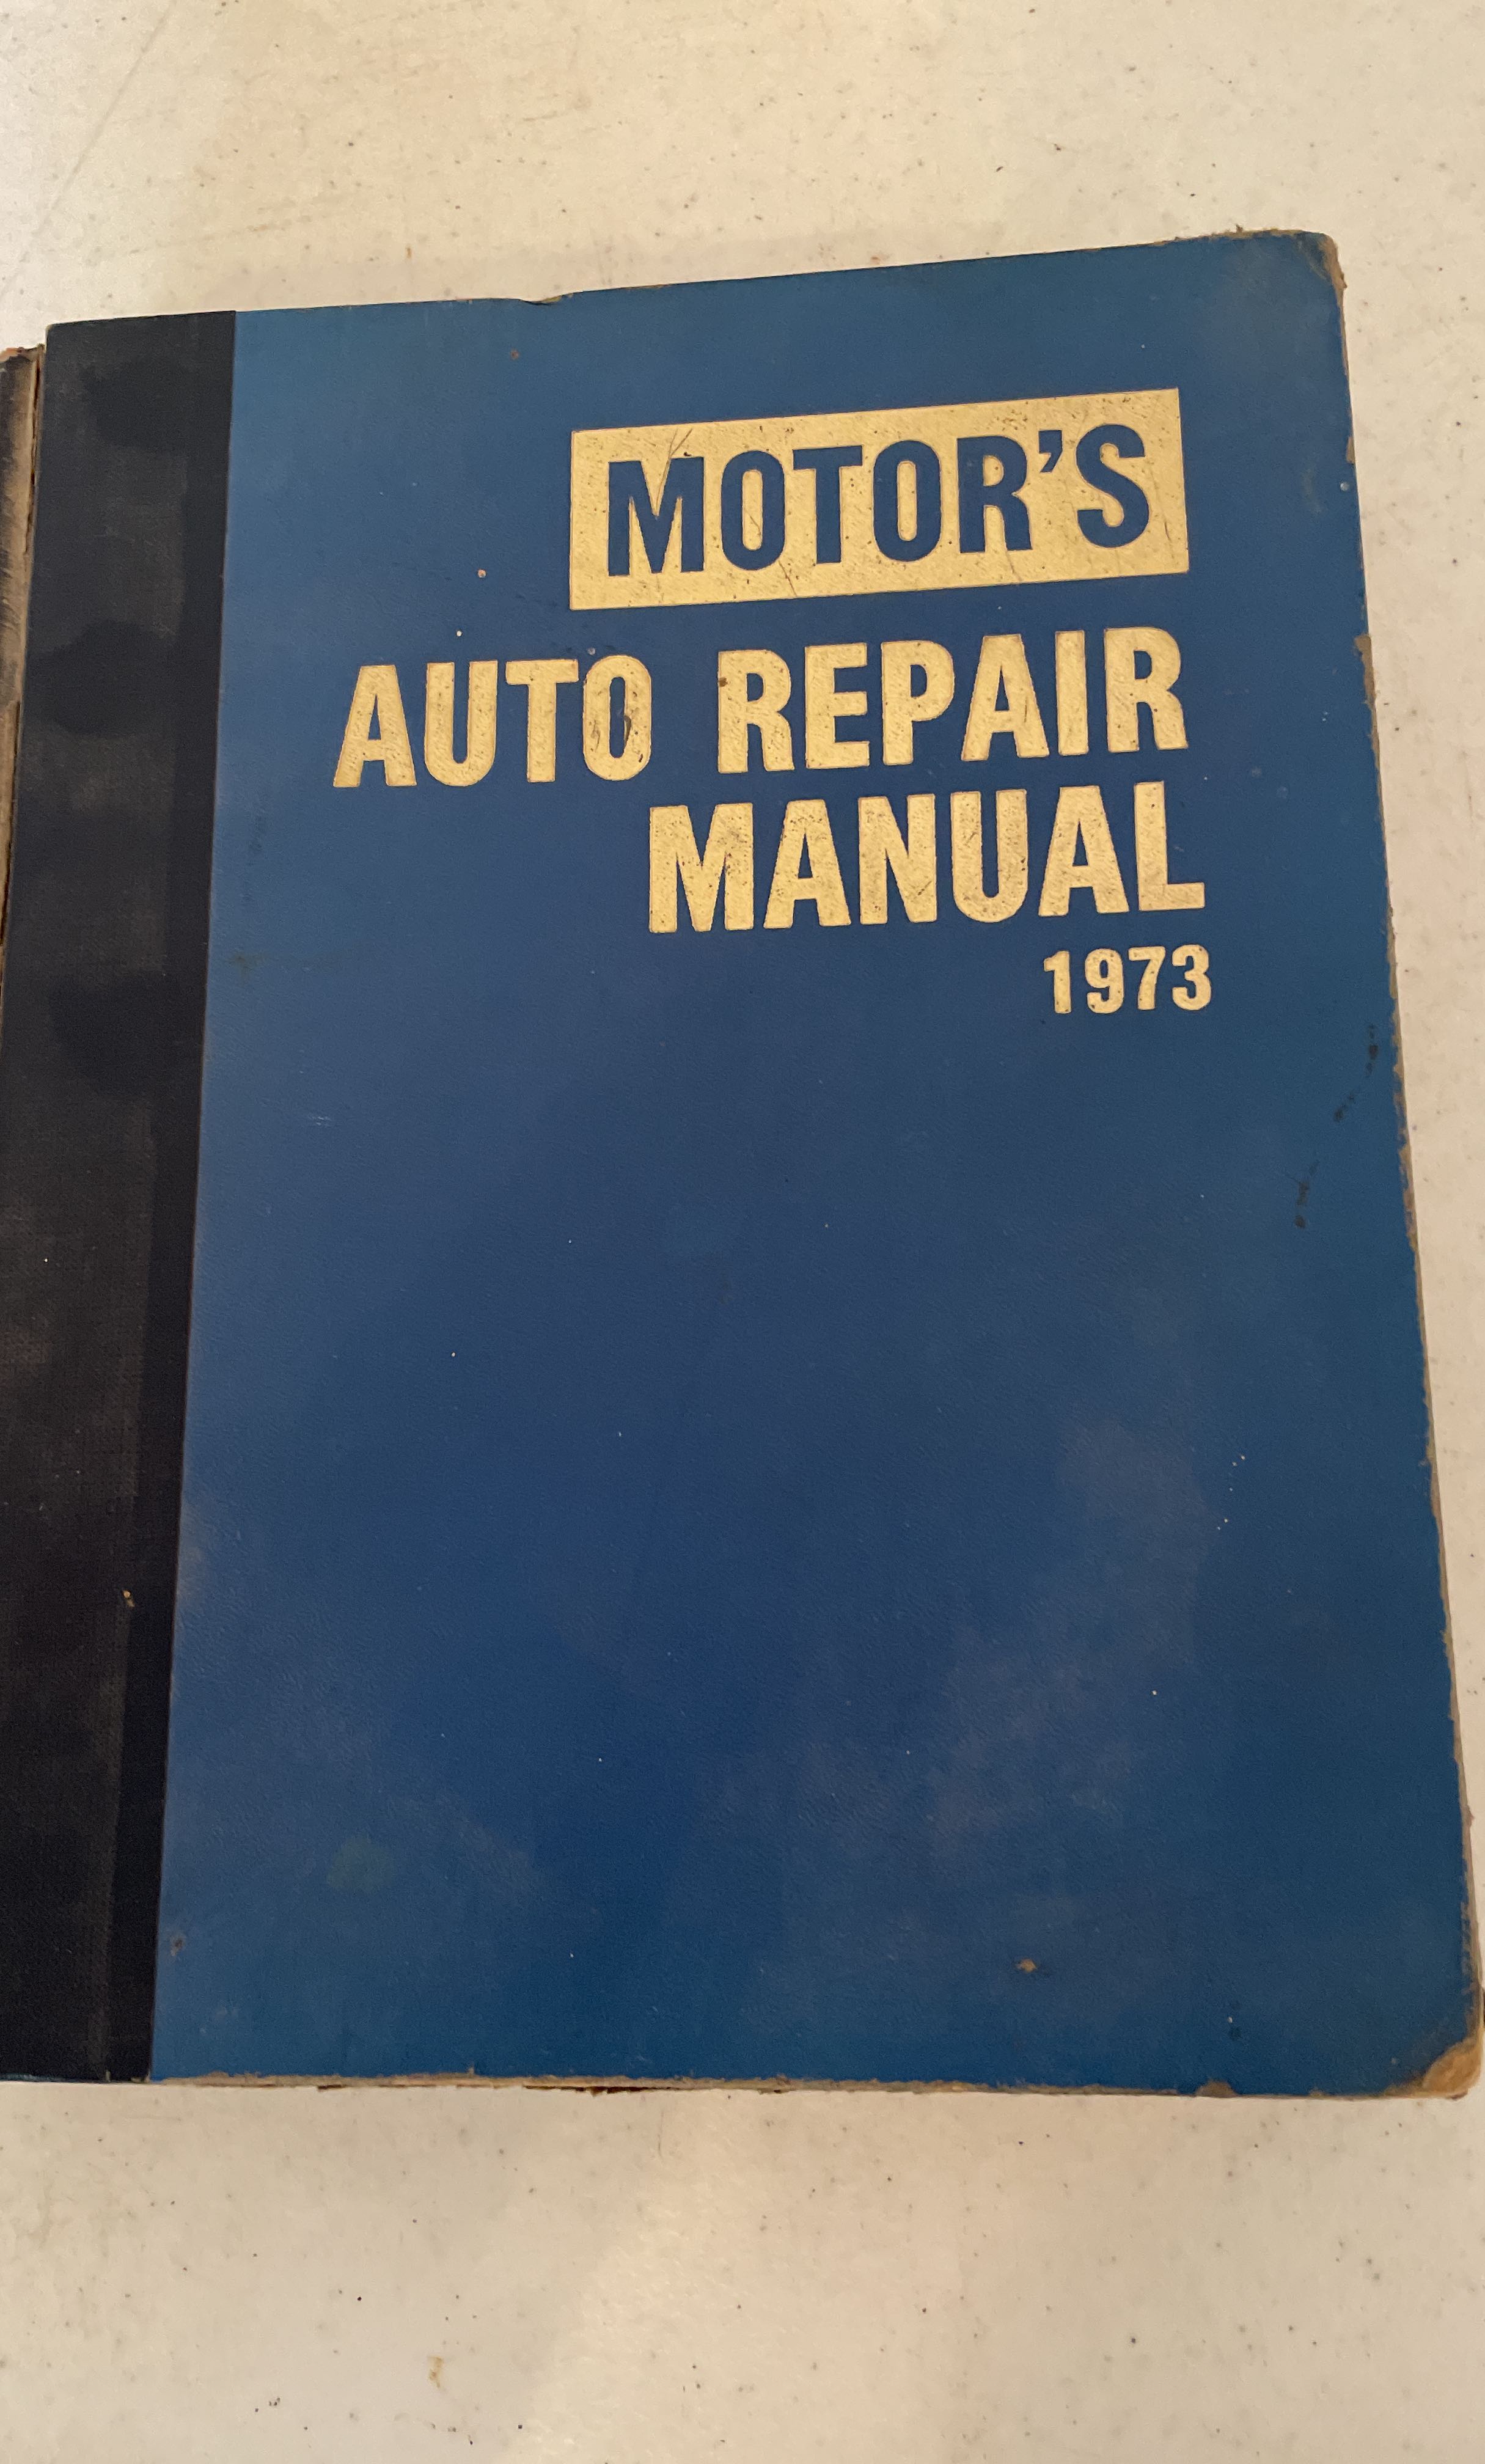 MOTOR'S
AUTO REPAIR
MANUAL
1973